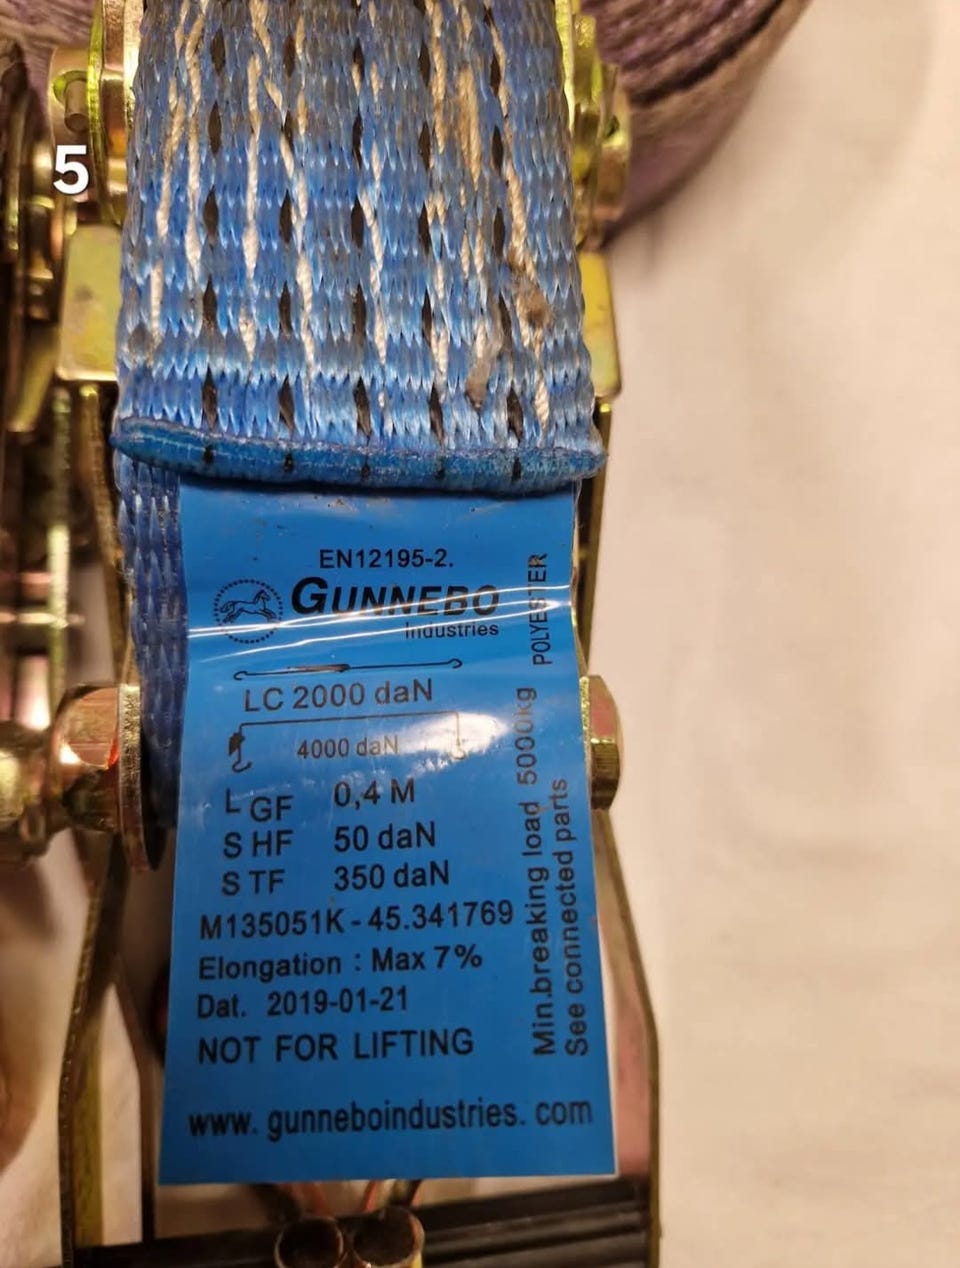 5
EN12195-2.
GUNNEBO
Industries
LC 2000 daN
4000 daN
L GF 0,4 M
S HF 50 daN
S TF 350 daN
M135051K - 45.341769
Elongation : Max 7%
Dat. 2019-01-21
NOT FOR LIFTING
www. gunneboindustries. com
Min.breaking load 5000kg POLYESTER
See connected parts